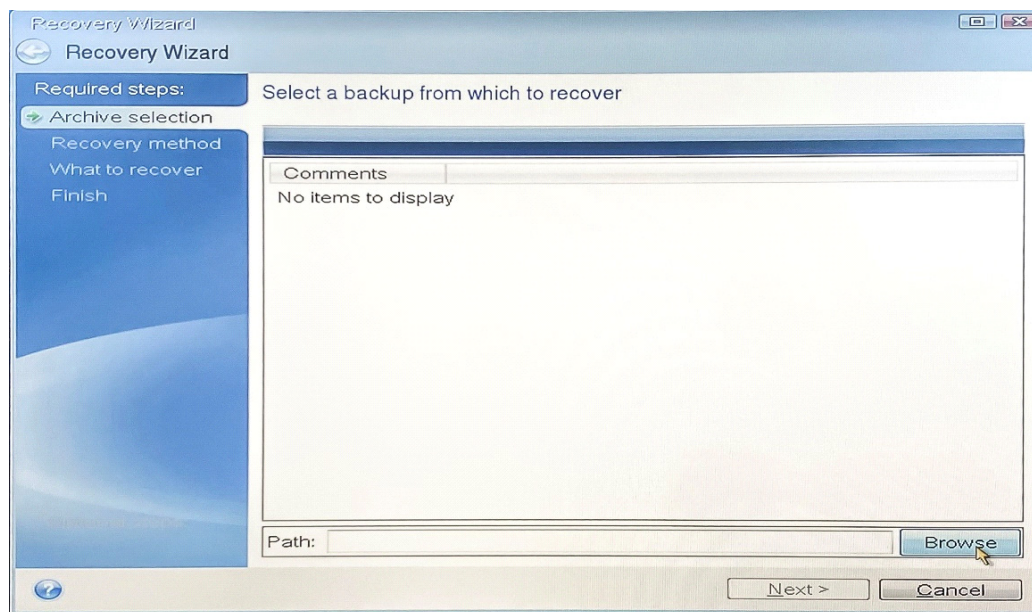 Recovery Wizard
Recovery Wizard
Required steps:
Archive selection
Recovery method
What to recover
Finish
Select a backup from which to recover
Comments
No items to display
Path:
Browse
Next >
Cancel